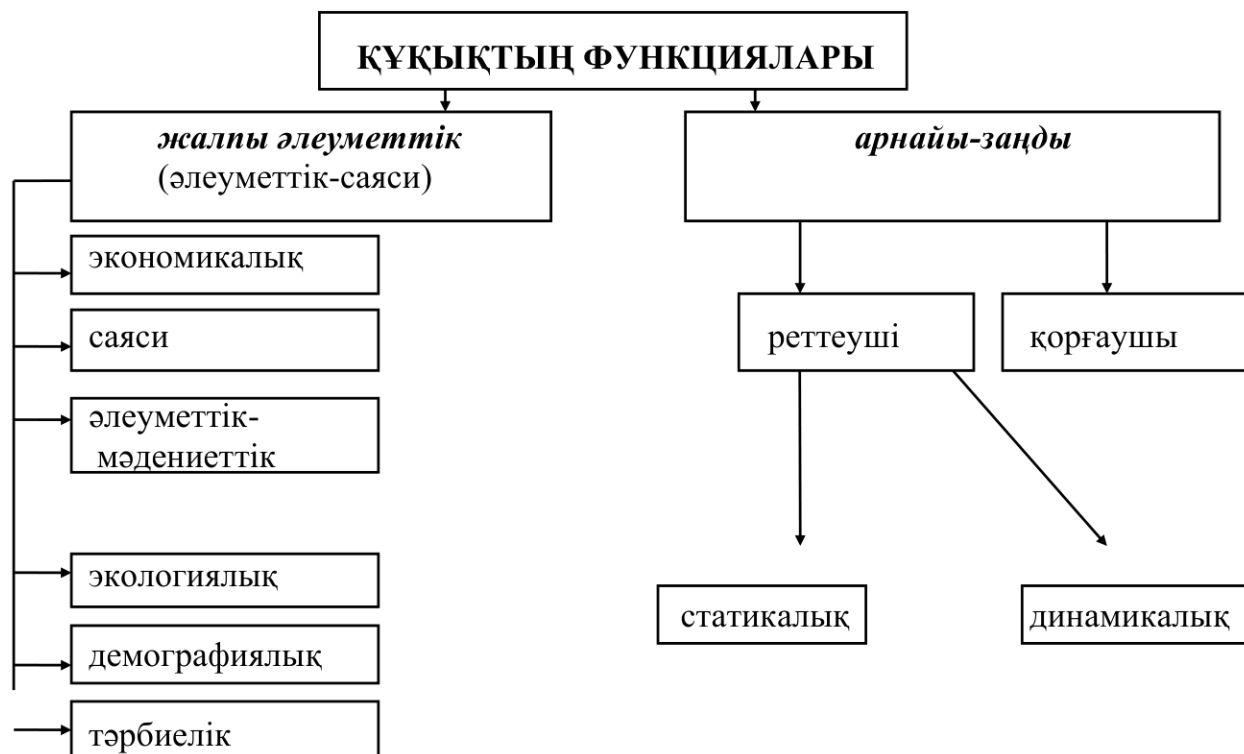 ҚҰҚЫҚТЫҢ ФУНКЦИЯЛАРЫ
жалпы әлеуметтік
(әлеуметтік-саяси)
экономикалық
саяси
әлеуметтік-
мәдениеттік
экологиялық
демографиялық
тәрбиелік
арнайы-заңды
реттеуші
қорғаушы
статикалық
динамикалық